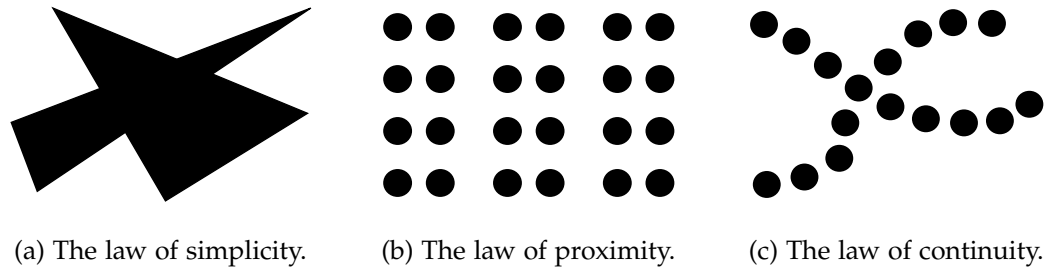 (a) The law of simplicity.
(b) The law of proximity.
(c) The law of continuity.